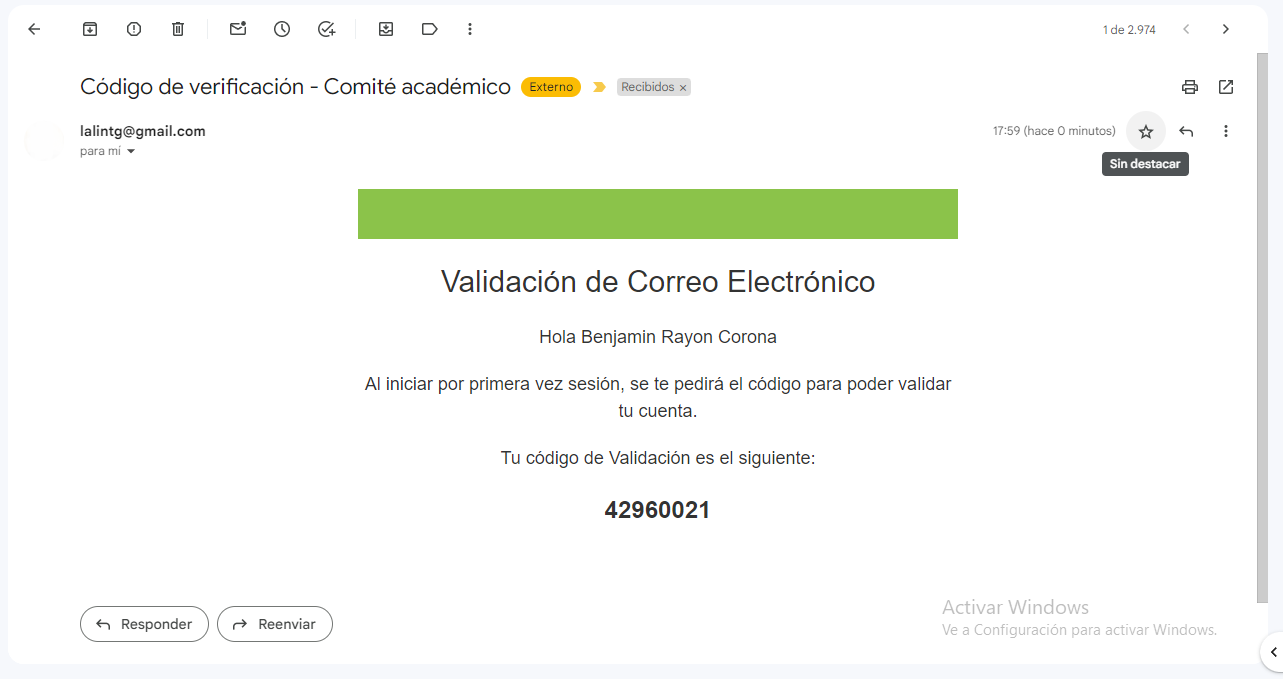 1 de 2.974
Código de verificación - Comité académico
Externo
Recibidos ×
lalintg@gmail.com
17:59 (hace 0 minutos)
para mí
Sin destacar
Validación de Correo Electrónico
Hola Benjamin Rayon Corona
Al iniciar por primera vez sesión, se te pedirá el código para poder validar
tu cuenta.
Tu código de Validación es el siguiente:
42960021
Responder
Reenviar
Activar Windows
Ve a Configuración para activar Windows.